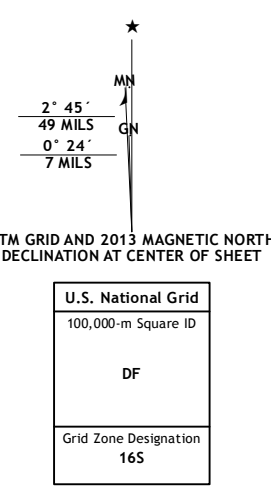 ★
MN
2° 45´
49 MILS
GN
0° 24´
7 MILS
TM GRID AND 2013 MAGNETIC NORTH
DECLINATION AT CENTER OF SHEET
U.S. National Grid
100,000-m Square ID
DF
Grid Zone Designation
16S